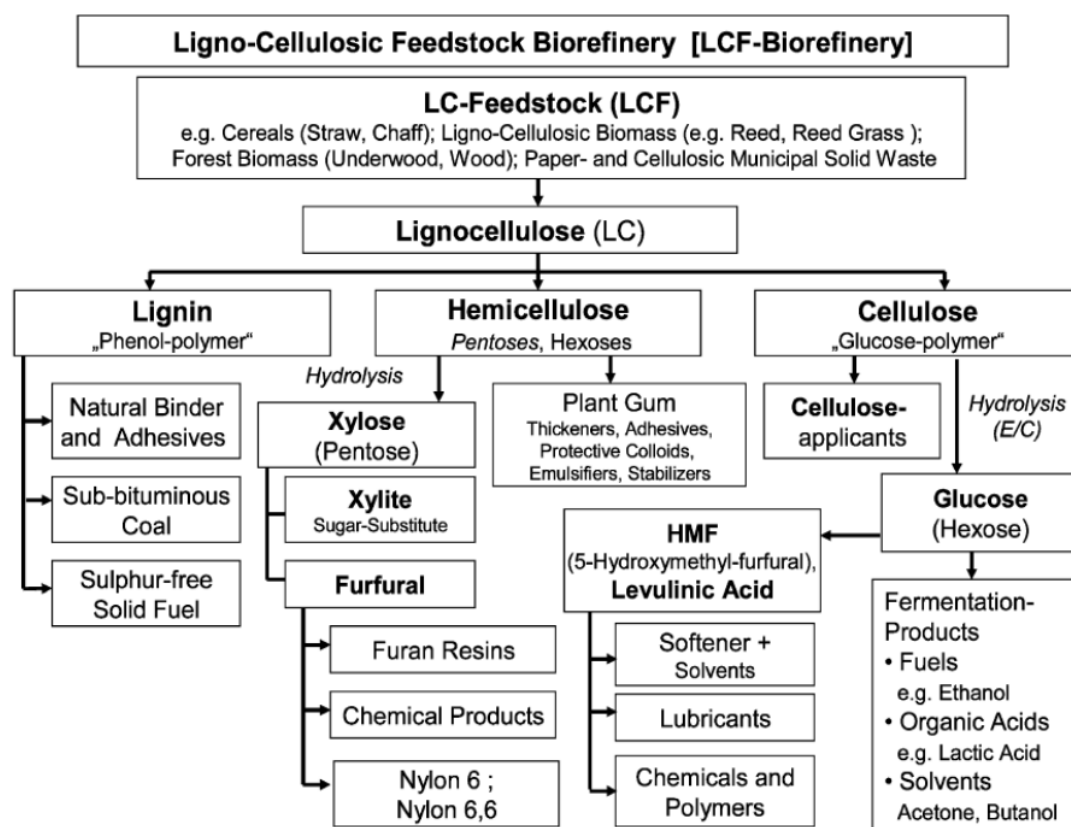 Ligno-Cellulosic Feedstock Biorefinery [LCF-Biorefinery]
LC-Feedstock (LCF)
e.g. Cereals (Straw, Chaff); Ligno-Cellulosic Biomass (e.g. Reed, Reed Grass );
Forest Biomass (Underwood, Wood); Paper- and Cellulosic Municipal Solid Waste
Lignocellulose (LC)
Lignin
„Phenol-polymer“
Hemicellulose
Pentoses, Hexoses
Cellulose
„Glucose-polymer“
Hydrolysis
Natural Binder
and Adhesives
Sub-bituminous
Coal
Sulphur-free
Solid Fuel
Xylose
(Pentose)
Xylite
Sugar-Substitute
Furfural
Furan Resins
Chemical Products
Nylon 6 ;
Nylon 6,6
Plant Gum
Thickeners, Adhesives,
Protective Colloids,
Emulsifiers, Stabilizers
Cellulose-
applicants
Hydrolysis
(E/C)
Glucose
(Hexose)
HMF
(5-Hydroxymethyl-furfural),
Levulinic Acid
Softener +
Solvents
Lubricants
Chemicals and
Polymers
Fermentation-
Products
• Fuels
e.g. Ethanol
• Organic Acids
e.g. Lactic Acid
• Solvents
Acetone, Butanol